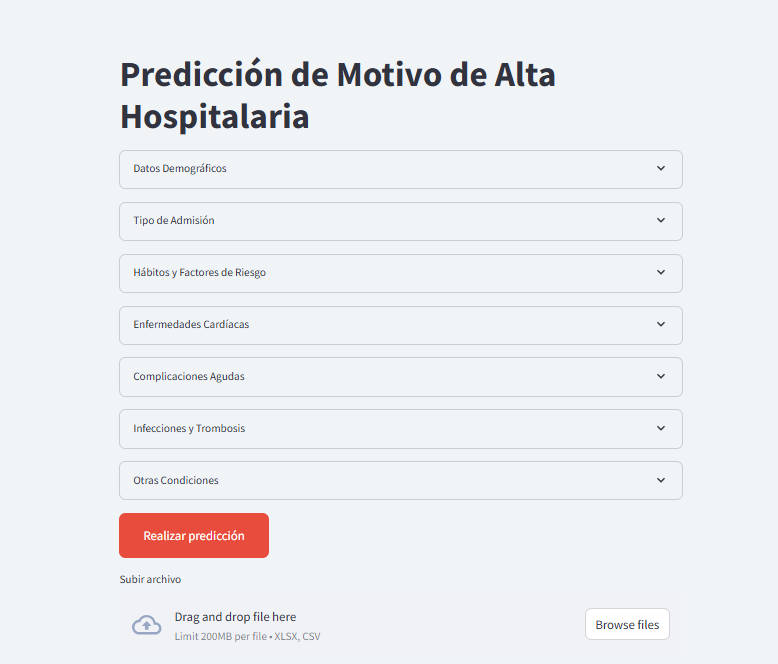 Predicción de Motivo de Alta
Hospitalaria
Datos Demográficos
Tipo de Admisión
Hábitos y Factores de Riesgo
Enfermedades Cardíacas
Complicaciones Agudas
Infecciones y Trombosis
Otras Condiciones
Realizar predicción
Subir archivo
Drag and drop file here
Limit 200MB per file • XLSX, CSV
Browse files